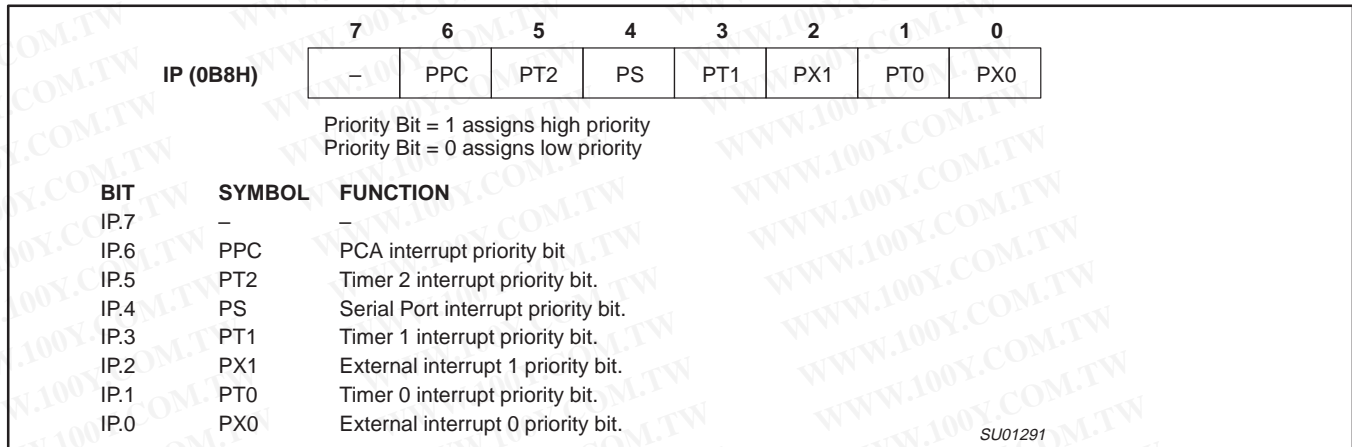 7 6 5 4 3 2 1 0
IP (0B8H) – PPC PT2 PS PT1 PX1 PT0 PX0
Priority Bit = 1 assigns high priority
Priority Bit = 0 assigns low priority
BIT SYMBOL FUNCTION
IP.7 – –
IP.6 PPC PCA interrupt priority bit
IP.5 PT2 Timer 2 interrupt priority bit.
IP.4 PS Serial Port interrupt priority bit.
IP.3 PT1 Timer 1 interrupt priority bit.
IP.2 PX1 External interrupt 1 priority bit.
IP.1 PT0 Timer 0 interrupt priority bit.
IP.0 PX0 External interrupt 0 priority bit.
SU01291
WWW.100Y.COM.TW